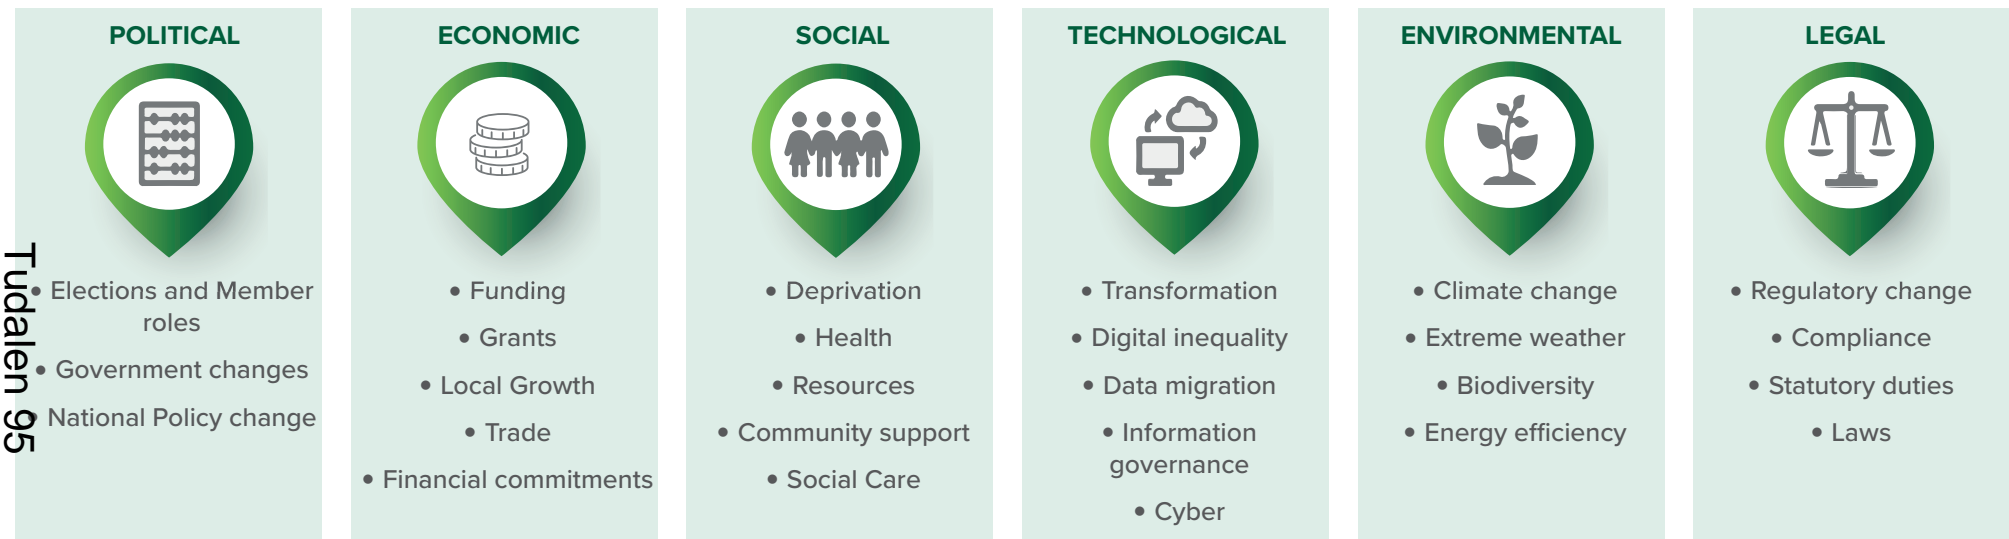 POLITICAL
• Elections and Member
roles
• Government changes
• National Policy change
ECONOMIC
• Funding
• Grants
• Local Growth
• Trade
• Financial commitments
SOCIAL
• Deprivation
• Health
• Resources
• Community support
• Social Care
TECHNOLOGICAL
• Transformation
• Digital inequality
• Data migration
• Information
governance
• Cyber
ENVIRONMENTAL
• Climate change
• Extreme weather
• Biodiversity
• Energy efficiency
LEGAL
• Regulatory change
• Compliance
• Statutory duties
• Laws
Tudalen 95